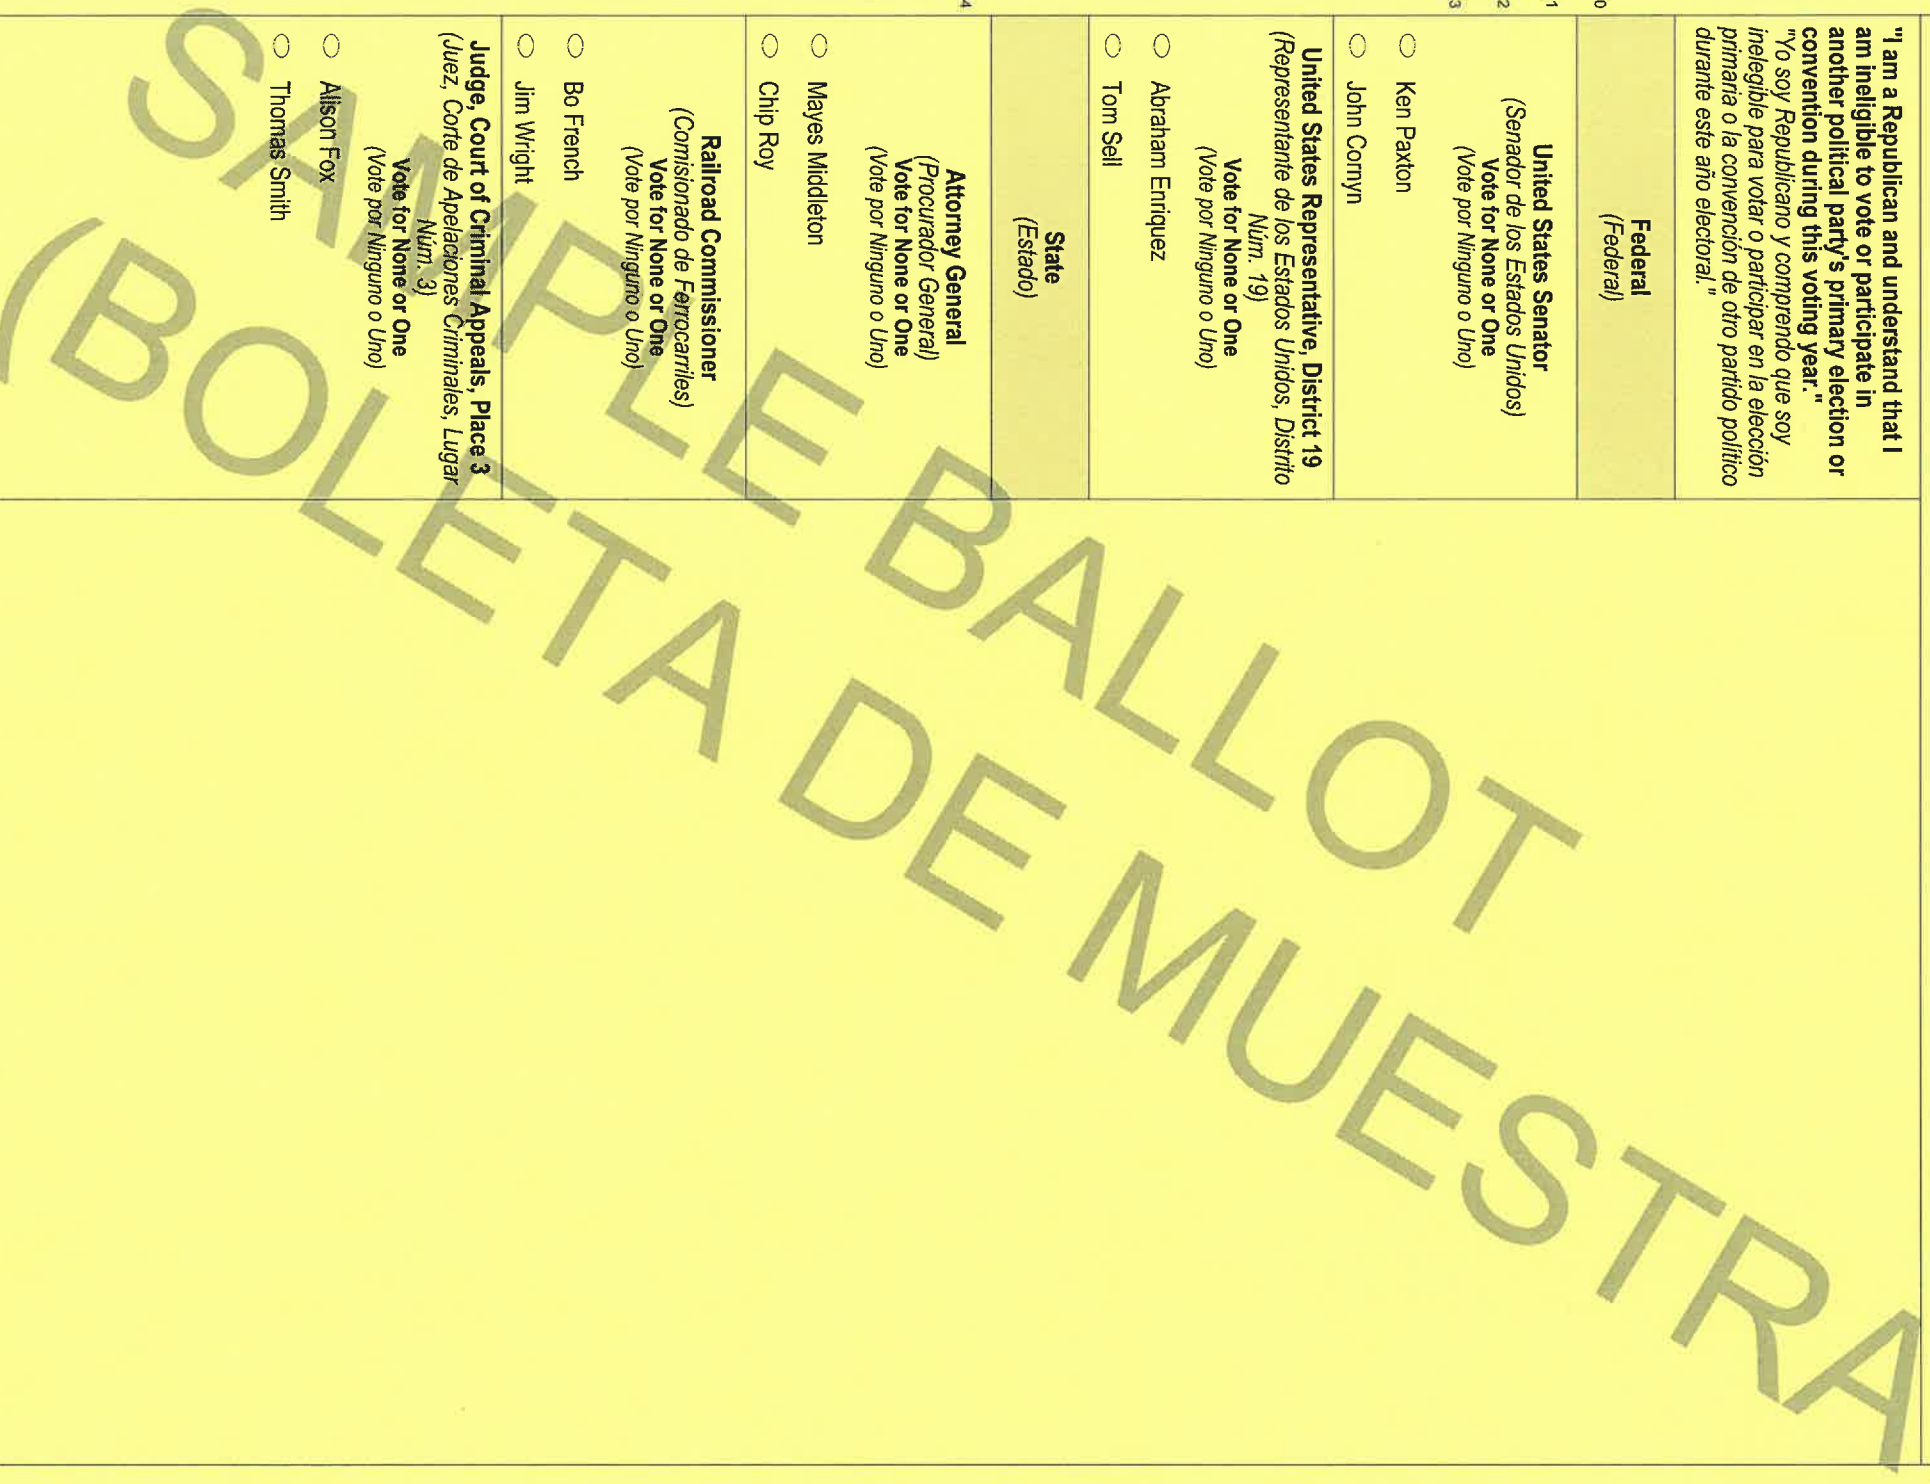 "I am a Republican and understand that I
am ineligible to vote or participate in
another political party's primary election or
convention during this voting year."
"Yo soy Republicano y comprendo que soy
inelegible para votar o participar en la elección
primaria o la convención de otro partido político
durante este año electoral."
Federal
(Federal)
United States Senator
(Senador de los Estados Unidos)
Vote for None or One
(Vote por Ninguno o Uno)
Ken Paxton
John Cornyn
United States Representative, District 19
(Representante de los Estados Unidos, Distrito
Núm. 19)
Vote for None or One
(Vote por Ninguno o Uno)
Abraham Enriquez
Tom Sell
State
(Estado)
Attorney General
(Procurador General)
Vote for None or One
(Vote por Ninguno o Uno)
Mayes Middleton
Chip Roy
Railroad Commissioner
(Comisionado de Ferrocarriles)
Vote for None or One
(Vote por Ninguno o Uno)
Bo French
Jim Wright
Judge, Court of Criminal Appeals, Place 3
(Juez, Corte de Apelaciones Criminales, Lugar
Núm. 3)
Vote for None or One
(Vote por Ninguno o Uno)
Alison Fox
Thomas Smith
SAMPLE BALLOT
(BOLETA DE MUESTRA
0
1
2
3
4